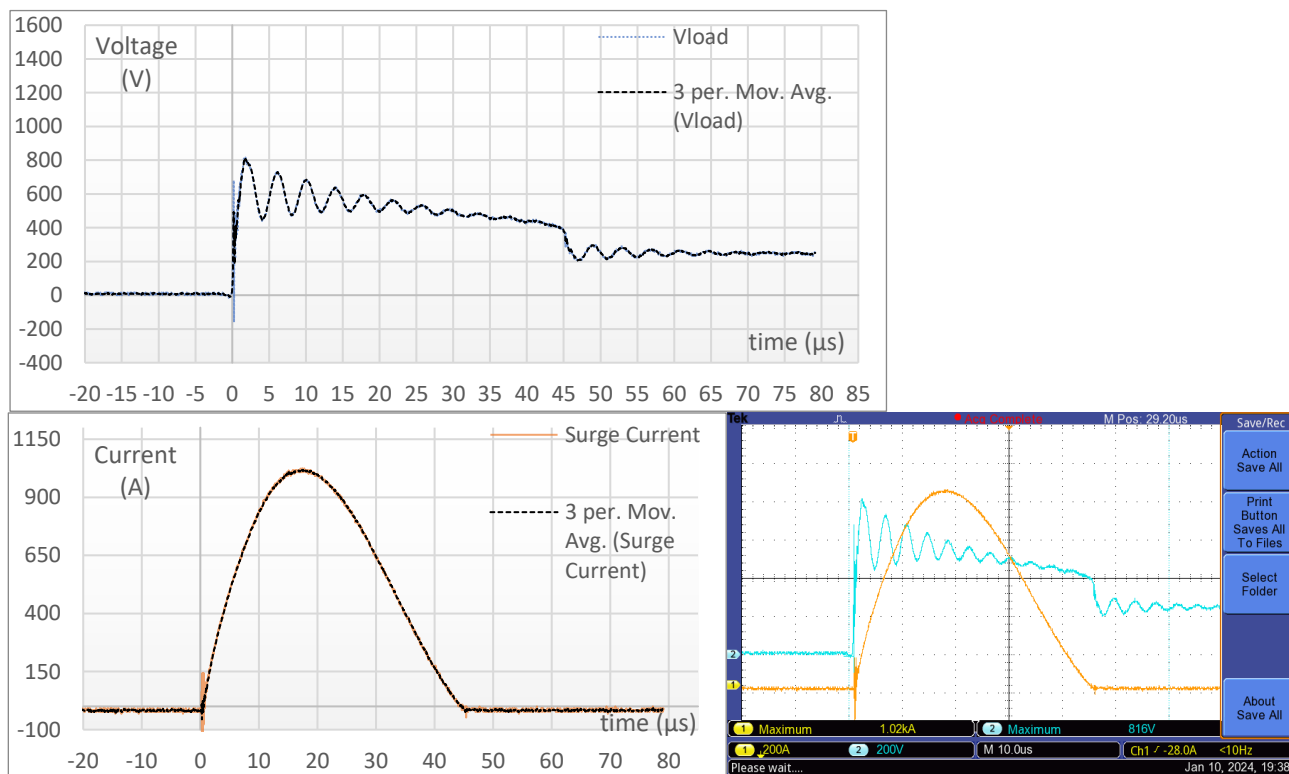 1600
1400
1200
1000
800
600
400
200
0
-200
-400
Voltage
(V)
Vload
3 per. Mov. Avg.
(Vload)
time (µs)
-20 -15 -10 -5 0 5 10 15 20 25 30 35 40 45 50 55 60 65 70 75 80 85
1150
900
650
400
150
-100
Current
(A)
Surge Current
3 per. Mov.
Avg. (Surge
Current)
time (µs)
-20 -10 0 10 20 30 40 50 60 70 80
Tek M Pos: 29.20us
Save/Rec
Action
Save All
Print
Button
Saves All
To Files
Select
Folder
About
Save All
T
2
1
1 Maximum 1.02kA 2 Maximum 816V
1 200A 2 200V M 10.0us Ch1 -28.0A <10Hz
Please wait.... Jan 10, 2024, 19:38